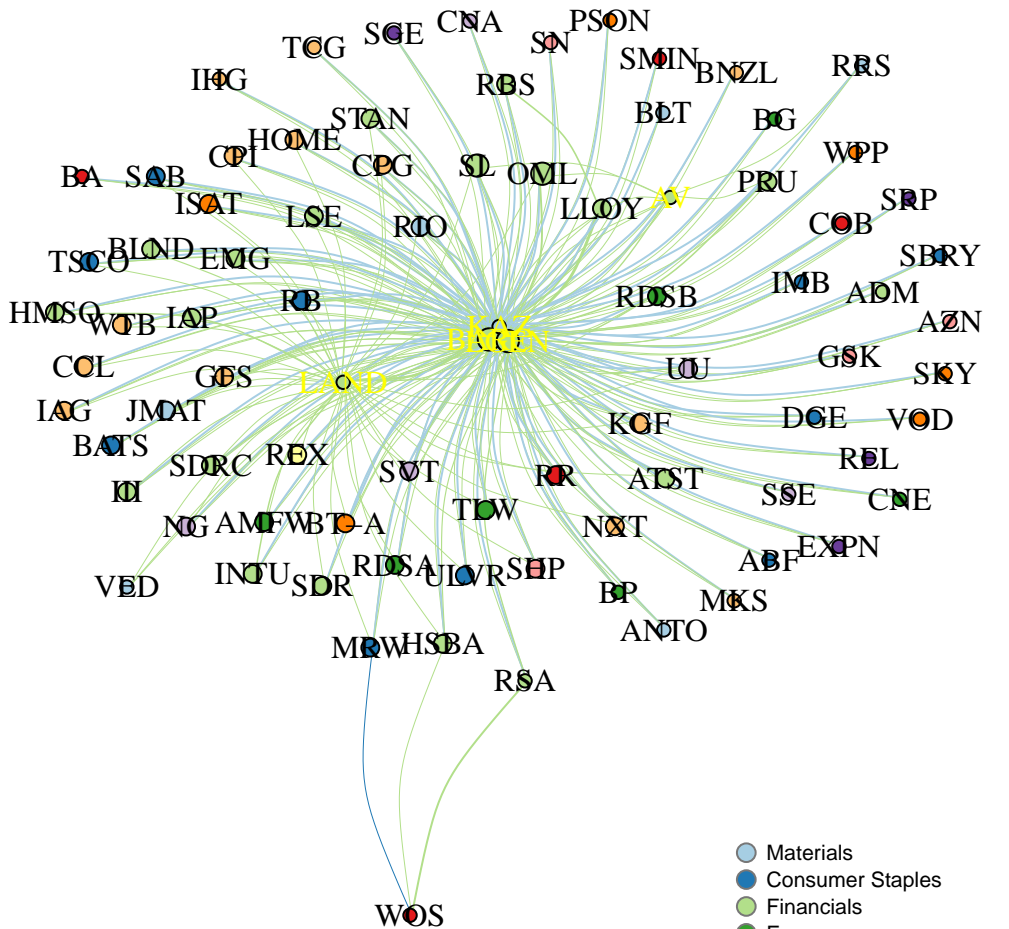 CNA
PSON
SGE
SN
TCG
SMIN
RRS
BNZL
IHG
RBS
BLT
STAN
BG
HOME
CPI
CPG
SL
OML
WPP
BA
SAB
PRU
AV
SRP
ISAT
LLOY
LSE
COB
RIO
BLND
EMG
TSCO
SBRY
IMB
ADM
RDSB
RB
HMSO
WTB
IAP
AZN
KAZ
GSK
CCL
UU
GFS
LAND
SKY
IAG
JMAT
KGF
DGE
VOD
BATS
SDRC
REX
SVT
REL
RR
ATST
III
SSE
CNE
TLW
NG
AMFW
BT-A
NXT
EXPN
ABF
RDSA
INTU
SDR
ULVR
SHP
VED
BP
MKS
ANTO
MRW
HSBA
RSA
WOS
Materials
Consumer Staples
Financials